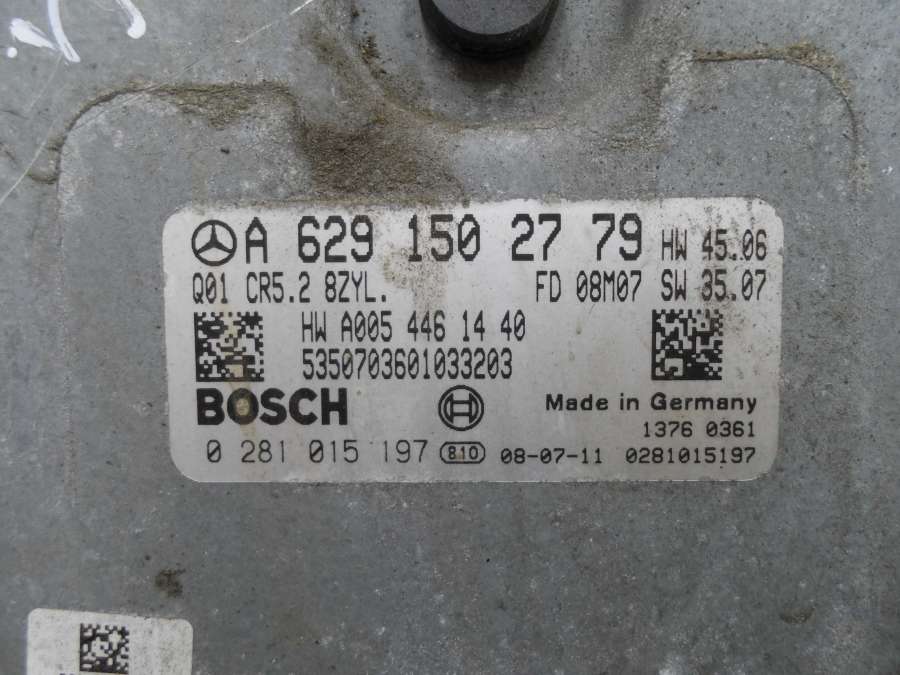 A 629 150 27 79 HW 45.06
Q01 CR5.2 8ZYL. FD 08M07 SW 35.07
HW A005 446 14 40
5350703601033203
BOSCH Made in Germany
1376 0361
0 281 015 197 810 08-07-11 0281015197